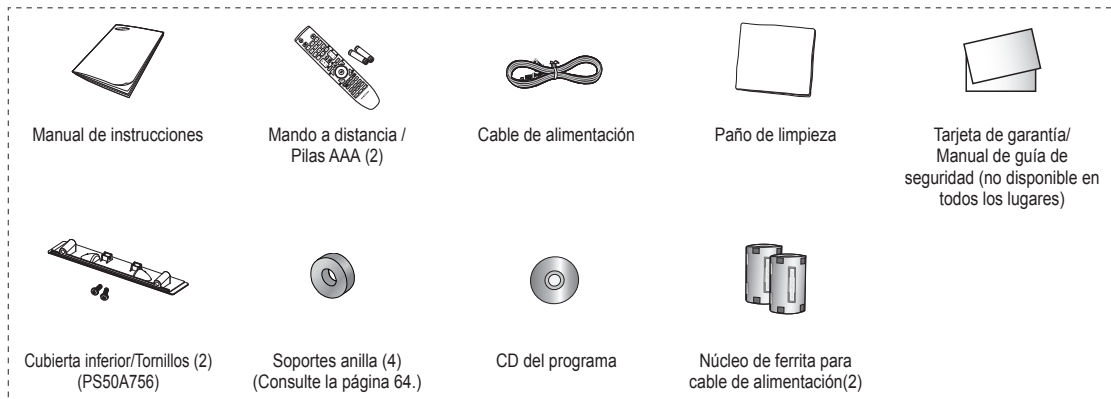 Manual de instrucciones
Mando a distancia /
Pilas AAA (2)
Cable de alimentación
Paño de limpieza
Tarjeta de garantía/
Manual de guía de
seguridad (no disponible en
todos los lugares)
Cubierta inferior/Tornillos (2)
(PS50A756)
Soportes anilla (4)
(Consulte la página 64.)
CD del programa
Núcleo de ferrita para
cable de alimentación(2)